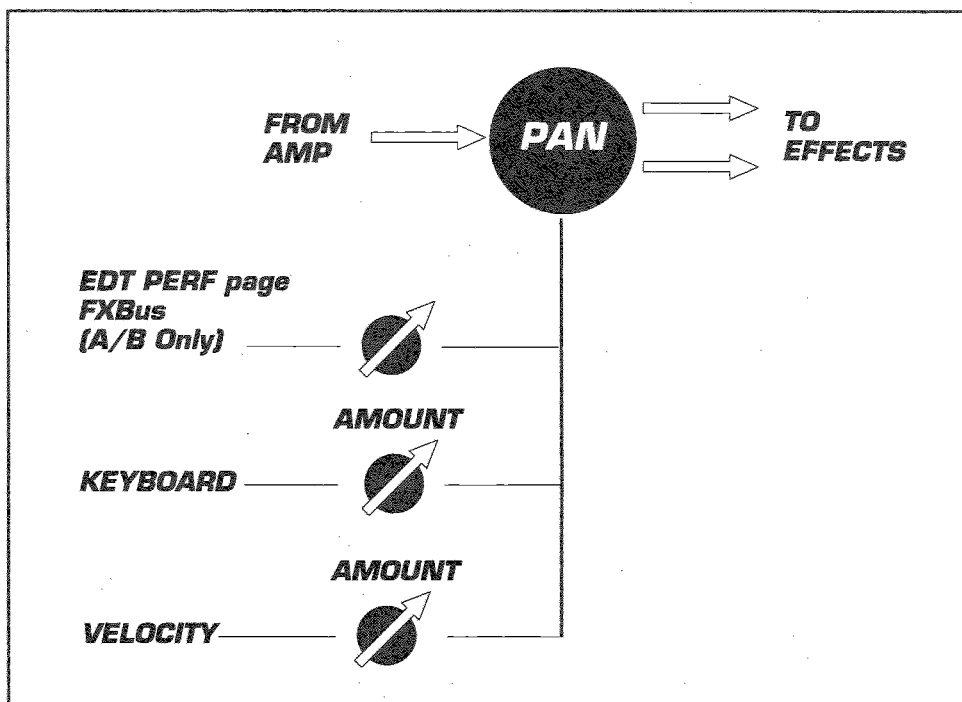 FROM
AMP
PAN
TO
EFFECTS
EDT PERF page
FXBus
(A/B Only)
AMOUNT
KEYBOARD
AMOUNT
VELOCITY